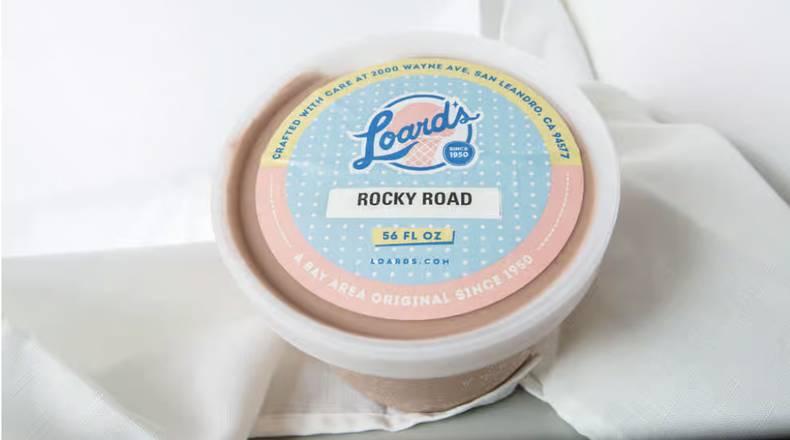 CRAFTED WITH CARE AT 2000 WAYNE AVE, SAN LEANDRO, CA 94577
Loard's
SINCE
1950
ROCKY ROAD
56 FL OZ
LOARDS.COM
A BAY AREA ORIGINAL SINCE 1950